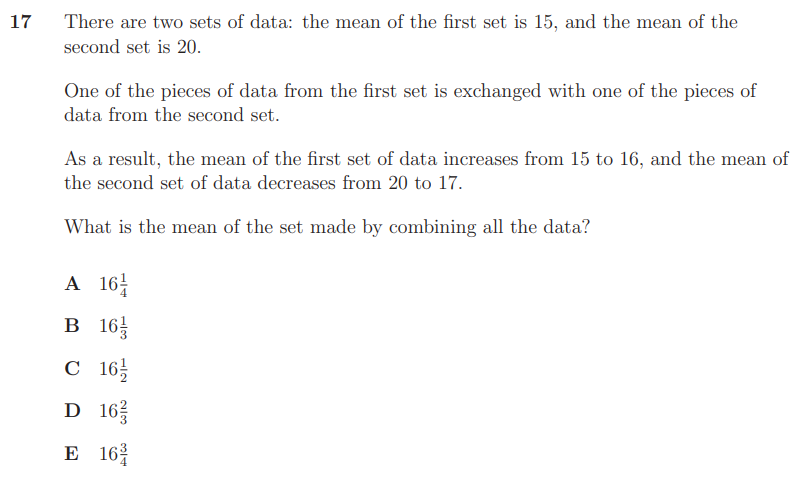 17 There are two sets of data: the mean of the first set is 15, and the mean of the
second set is 20.
One of the pieces of data from the first set is exchanged with one of the pieces of
data from the second set.
As a result, the mean of the first set of data increases from 15 to 16, and the mean of
the second set of data decreases from 20 to 17.
What is the mean of the set made by combining all the data?
A 16 1/4
B 16 1/3
C 16 1/2
D 16 2/3
E 16 3/4